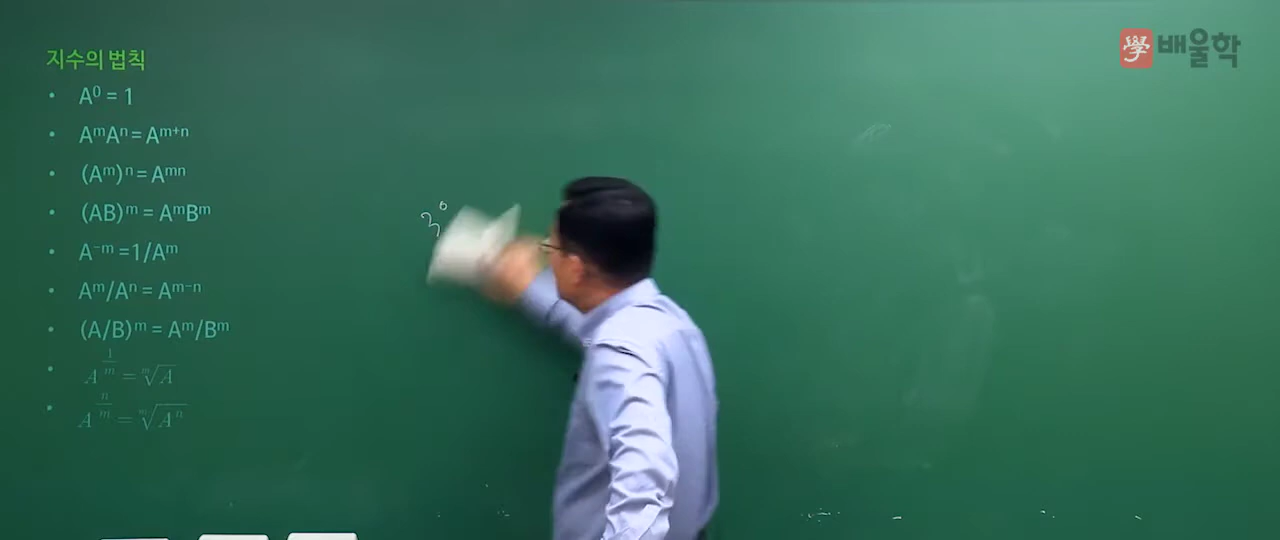 지수의 법칙
學 배울학
• A⁰ = 1
• AᵐAⁿ = Aᵐ⁺ⁿ
• (Aᵐ)ⁿ = Aᵐⁿ
• (AB)ᵐ = AᵐBᵐ
• A⁻ᵐ =1/Aᵐ
• Aᵐ/Aⁿ = Aᵐ⁻ⁿ
• (A/B)ᵐ = Aᵐ/Bᵐ
• A^(1/m) = ᵐ√A
• A^(n/m) = ᵐ√(Aⁿ)
3⁰